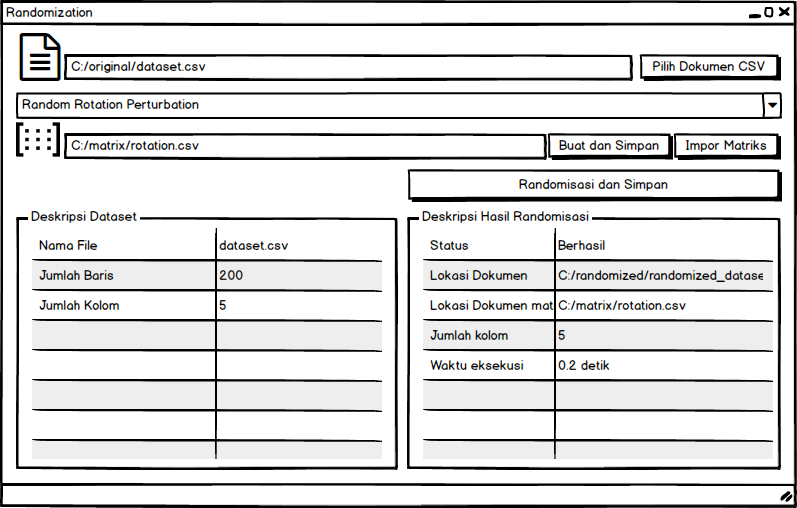 Randomization
C:/original/dataset.csv
Pilih Dokumen CSV
Random Rotation Perturbation
C:/matrix/rotation.csv
Buat dan Simpan
Impor Matriks
Randomisasi dan Simpan
Deskripsi Dataset
Nama File dataset.csv
Jumlah Baris 200
Jumlah Kolom 5
Deskripsi Hasil Randomisasi
Status Berhasil
Lokasi Dokumen C:/randomized/randomized_datase
Lokasi Dokumen mat C:/matrix/rotation.csv
Jumlah kolom 5
Waktu eksekusi 0.2 detik